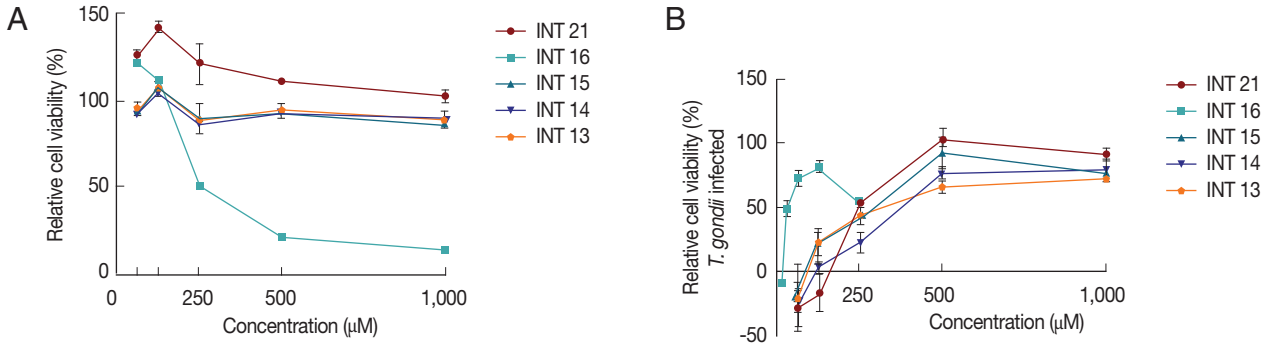 A
Relative cell viability (%)
150
100
50
0
0
250
500
1,000
Concentration (μM)
INT 21
INT 16
INT 15
INT 14
INT 13
B
Relative cell viability (%)
T. gondii infected
150
100
50
0
-50
250
500
1,000
Concentration (μM)
INT 21
INT 16
INT 15
INT 14
INT 13